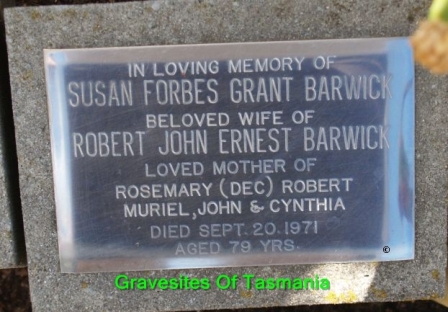 IN LOVING MEMORY OF
SUSAN FORBES GRANT BARWICK
BELOVED WIFE OF
ROBERT JOHN ERNEST BARWICK
LOVED MOTHER OF
ROSEMARY (DEC) ROBERT
MURIEL, JOHN & CYNTHIA
DIED SEPT. 20. 1971
AGED 79 YRS.
©
Gravesites Of Tasmania